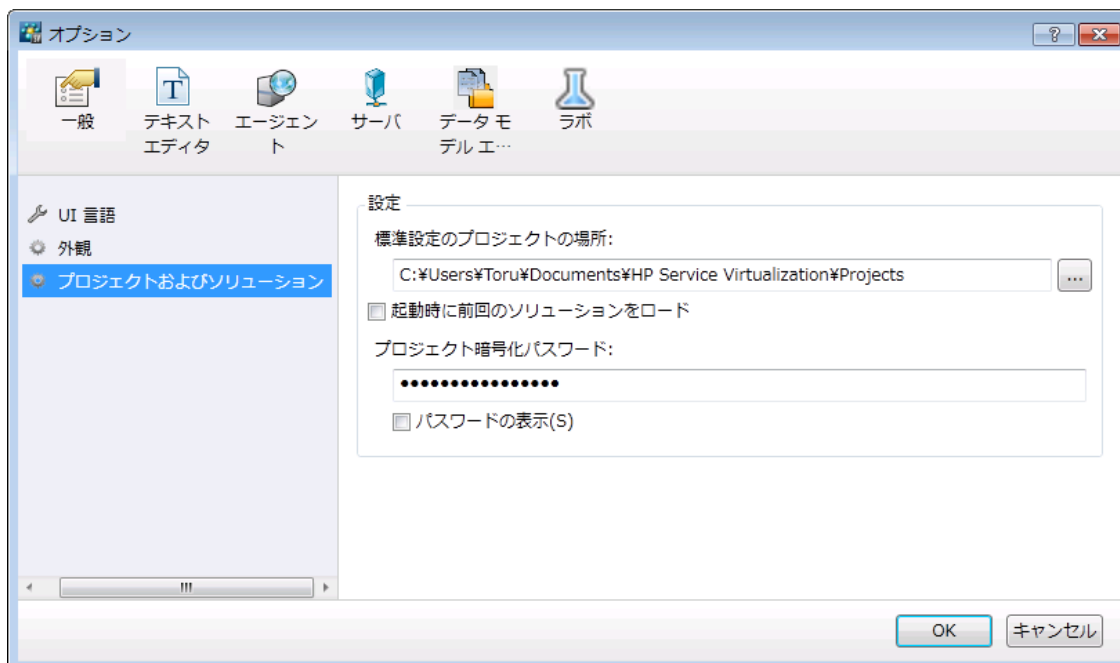 オプション
一般
テキスト
エディタ
エージェン
ト
サーバ
データ モ
デル エ…
ラボ
UI 言語
外観
プロジェクトおよびソリューション
設定
標準設定のプロジェクトの場所:
C:¥Users¥Toru¥Documents¥HP Service Virtualization¥Projects
...
起動時に前回のソリューションをロード
プロジェクト暗号化パスワード:
••••••••••••••••
パスワードの表示(S)
OK
キャンセル